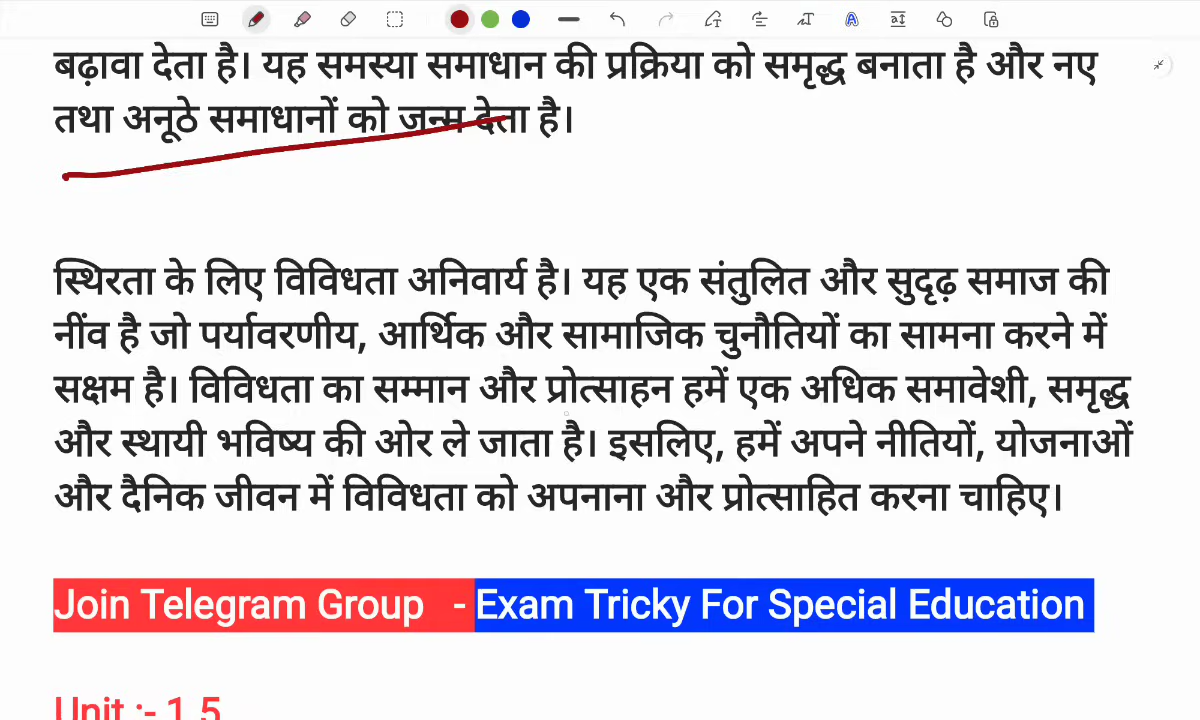 बढ़ावा देता है। यह समस्या समाधान की प्रक्रिया को समृद्ध बनाता है और नए
तथा अनूठे समाधानों को जन्म देता है।
स्थिरता के लिए विविधता अनिवार्य है। यह एक संतुलित और सुदृढ़ समाज की
नींव है जो पर्यावरणीय, आर्थिक और सामाजिक चुनौतियों का सामना करने में
सक्षम है। विविधता का सम्मान और प्रोत्साहन हमें एक अधिक समावेशी, समृद्ध
और स्थायी भविष्य की ओर ले जाता है। इसलिए, हमें अपने नीतियों, योजनाओं
और दैनिक जीवन में विविधता को अपनाना और प्रोत्साहित करना चाहिए।
Join Telegram Group - Exam Tricky For Special Education
Unit :- 1.5